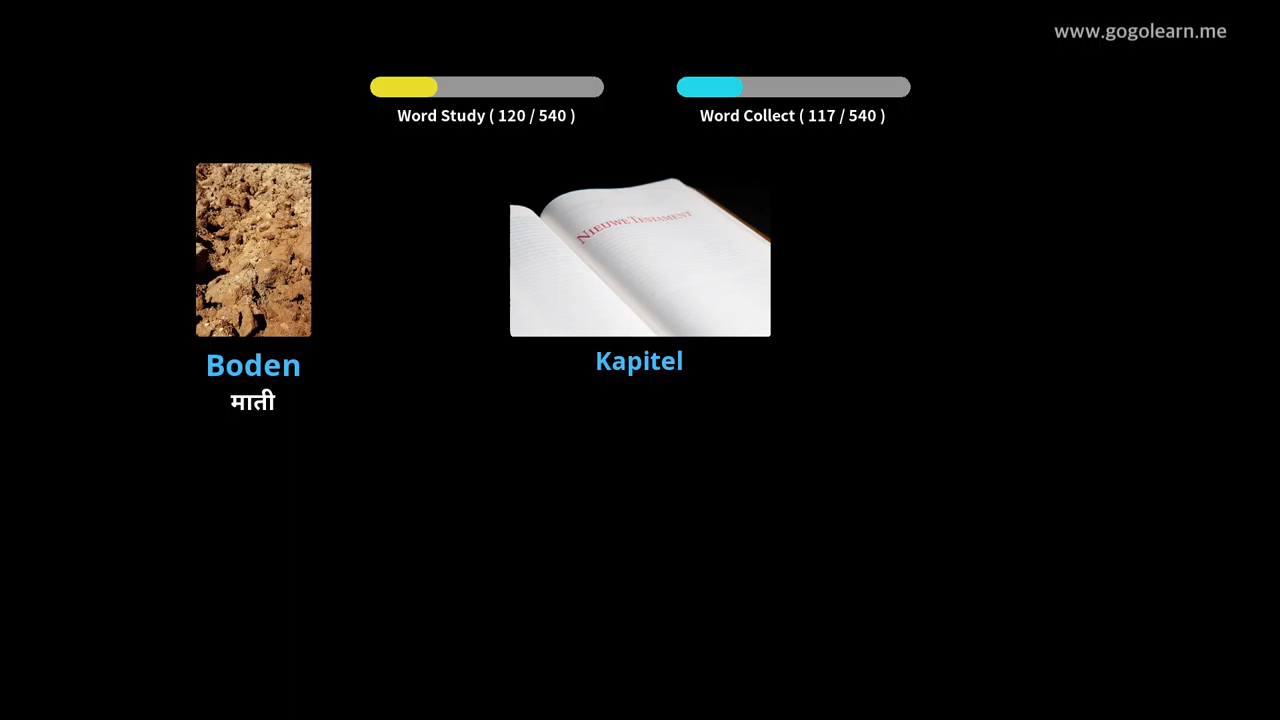 www.gogolearn.me
Word Study ( 120 / 540 )
Word Collect ( 117 / 540 )
NIEUWE TESTAMENT
Boden
माती
Kapitel